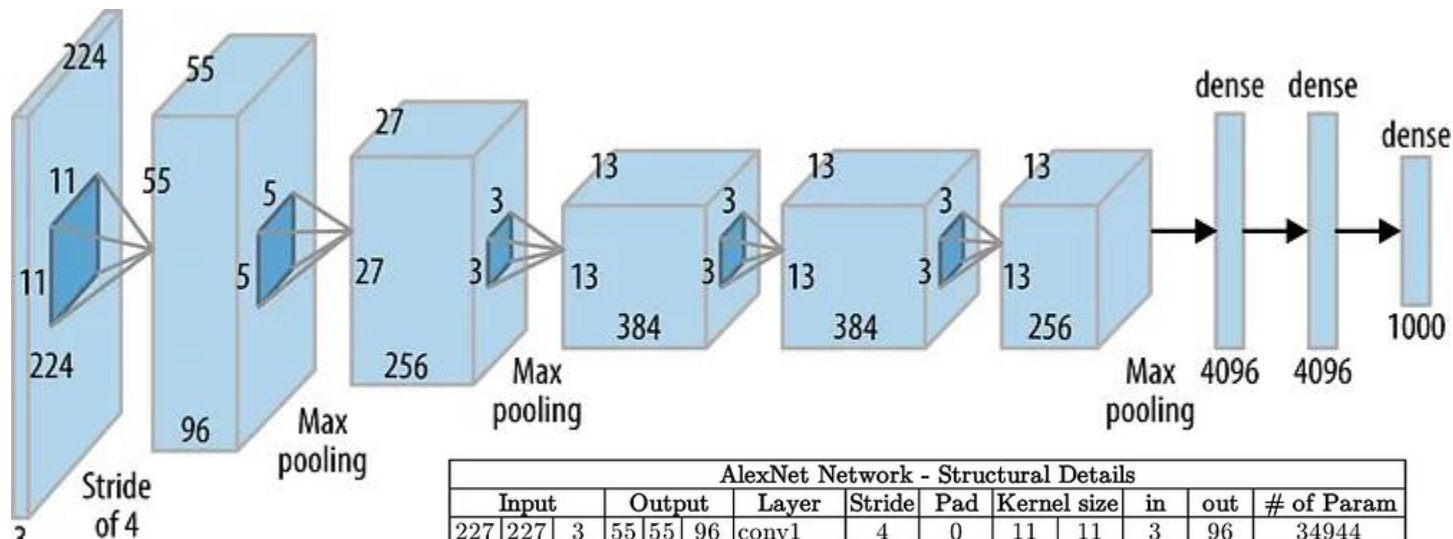 224
55
27
13
13
13
dense
dense
dense
11
55
5
3
3
3
11
5
27
3
13
3
13
3
13
224
96
256
384
384
256
4096
4096
1000
Stride
of 4
Max
pooling
Max
pooling
Max
pooling
3
AlexNet Network - Structural Details
Input Output Layer Stride Pad Kernel size in out # of Param
227 227 3 55 55 96 conv1 4 0 11 11 3 96 34944